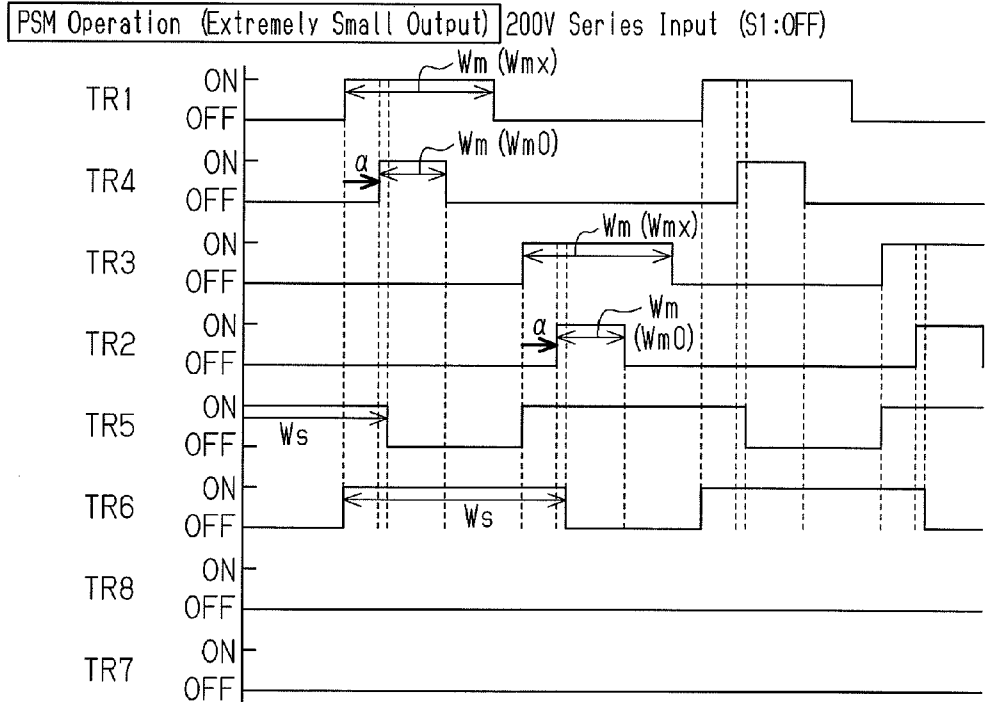 PSM Operation (Extremely Small Output) 200V Series Input (S1:OFF)
TR1 ON OFF Wm (Wmx)
TR4 ON OFF α Wm (Wm0)
TR3 ON OFF Wm (Wmx)
TR2 ON OFF α Wm (Wm0)
TR5 ON OFF Ws
TR6 ON OFF Ws
TR8 ON OFF
TR7 ON OFF